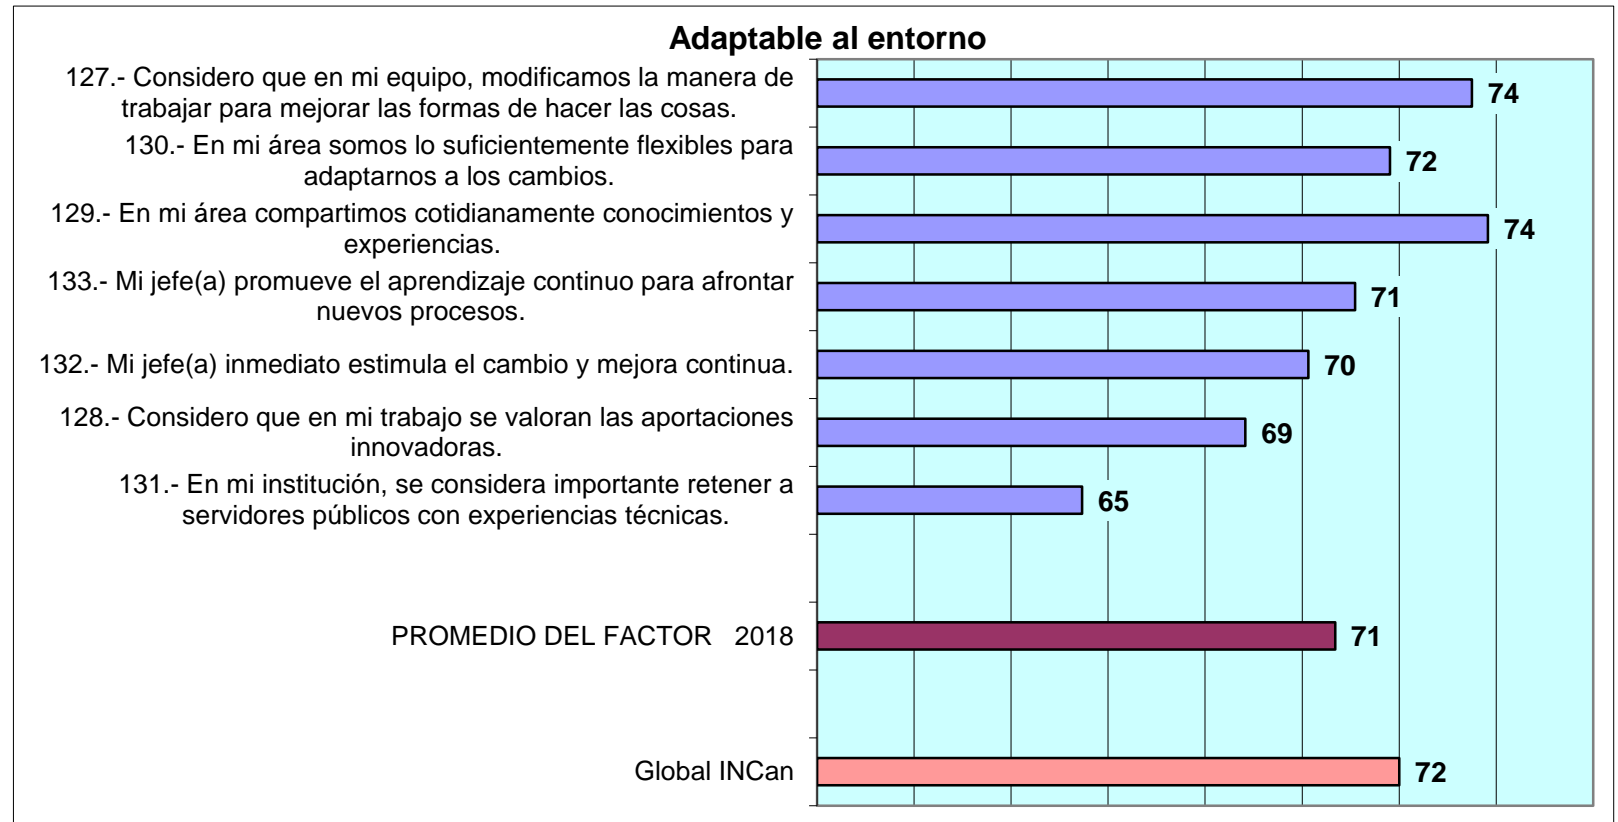 Adaptable al entorno
127.- Considero que en mi equipo, modificamos la manera de
trabajar para mejorar las formas de hacer las cosas.
74
130.- En mi área somos lo suficientemente flexibles para
adaptarnos a los cambios.
72
129.- En mi área compartimos cotidianamente conocimientos y
experiencias.
74
133.- Mi jefe(a) promueve el aprendizaje continuo para afrontar
nuevos procesos.
71
132.- Mi jefe(a) inmediato estimula el cambio y mejora continua.
70
128.- Considero que en mi trabajo se valoran las aportaciones
innovadoras.
69
131.- En mi institución, se considera importante retener a
servidores públicos con experiencias técnicas.
65
PROMEDIO DEL FACTOR 2018
71
Global INCan
72